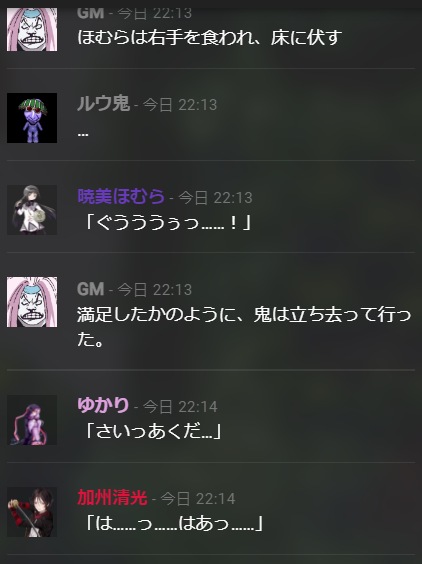 GM - 今日 22:13
ほむらは右手を食われ、床に伏す
ルウ鬼 - 今日 22:13
…
暁美ほむら - 今日 22:13
「ぐうううぅっ……！」
GM - 今日 22:13
満足したかのように、鬼は立ち去って行っ
た。
ゆかり - 今日 22:14
「さいっあくだ…」
加州清光 - 今日 22:14
「は……っ……はあっ……」